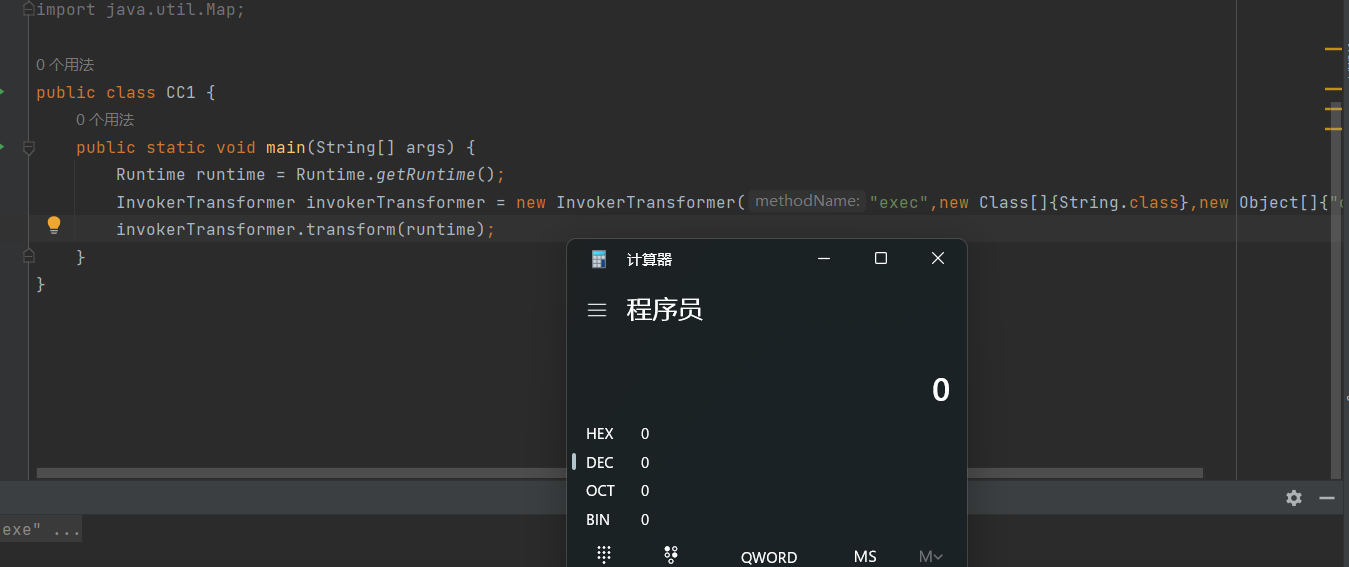 import java.util.Map;
0 个用法
public class CC1 {
0 个用法
public static void main(String[] args) {
Runtime runtime = Runtime.getRuntime();
InvokerTransformer invokerTransformer = new InvokerTransformer( methodName: "exec",new Class[]{String.class},new Object[]{"
invokerTransformer.transform(runtime);
}
}
计算器
程序员
0
HEX 0
DEC 0
OCT 0
BIN 0
QWORD MS M
exe" ...